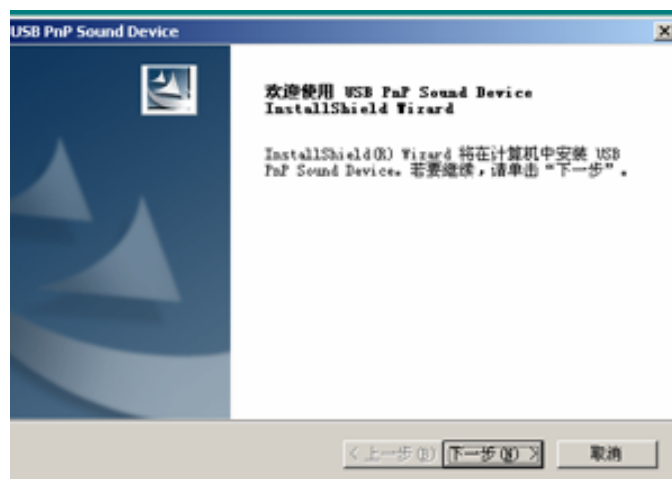 USB PnP Sound Device
欢迎使用 USB PnP Sound Device
InstallShield Wizard
InstallShield(R) Wizard 将在计算机中安装 USB
PnP Sound Device。若要继续，请单击“下一步”。
< 上一步(B)
下一步(N) >
取消